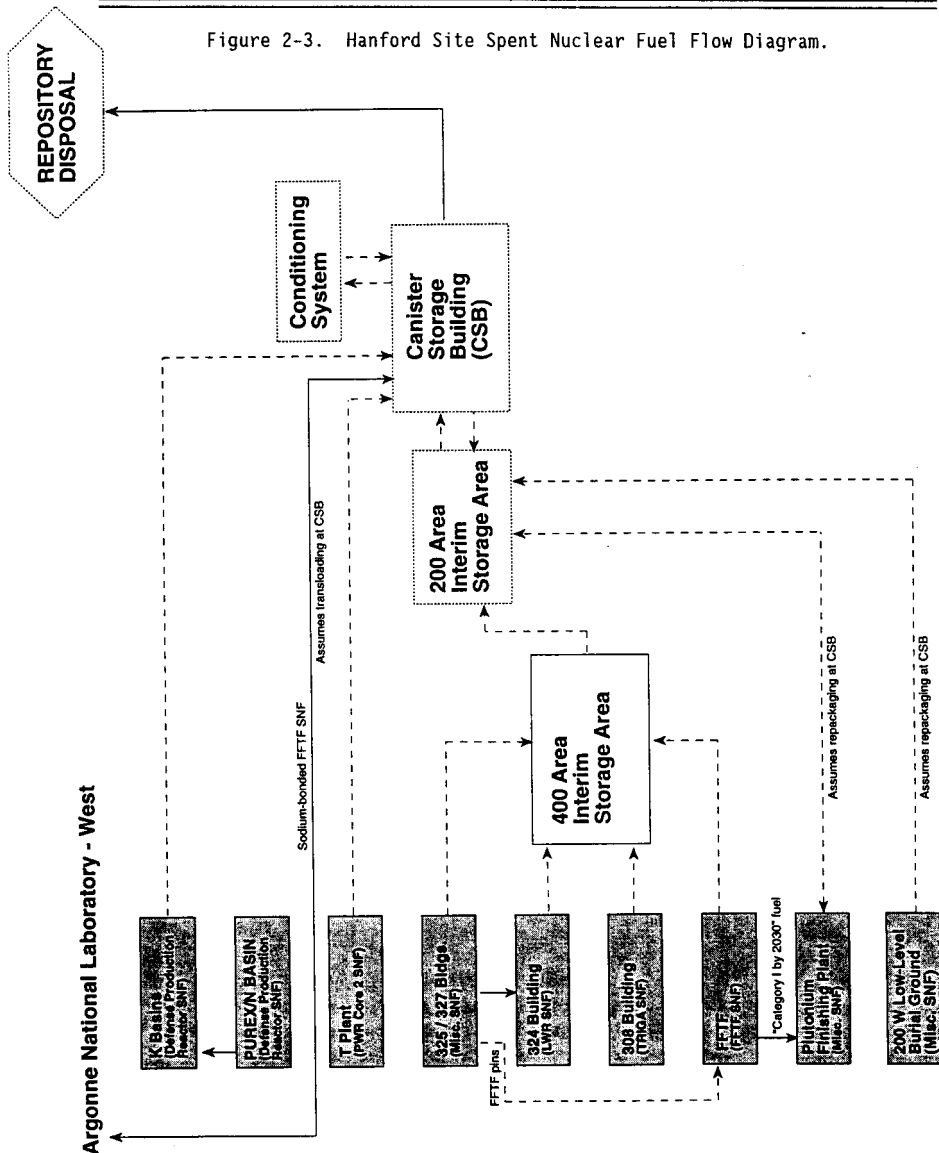 Figure 2-3. Hanford Site Spent Nuclear Fuel Flow Diagram.
REPOSITORY
DISPOSAL
Conditioning
System
Canister
Storage
Building
(CSB)
200 Area
Interim
Storage Area
400 Area
Interim
Storage Area
Argonne National Laboratory - West
Sodium-bonded FFTF SNF
Assumes transloading at CSB
K Basins
(Defense Production
Reactor SNF)
PUREX/N BASIN
(Defense Production
Reactor SNF)
T Plant
(PWR Core 2 SNF)
325 / 327 Bldge
(Misc. SNF)
324 Building
(LWR SNF)
308 Building
(TRIGA SNF)
FFTF
(FFTF SNF)
FFTF pins
"Category I by 2030" fuel
Plutonium
Finishing Plant
(Misc. SNF)
Assumes repackaging at CSB
200 W Low-Level
Burial Ground
(Misc. SNF)
Assumes repackaging at CSB